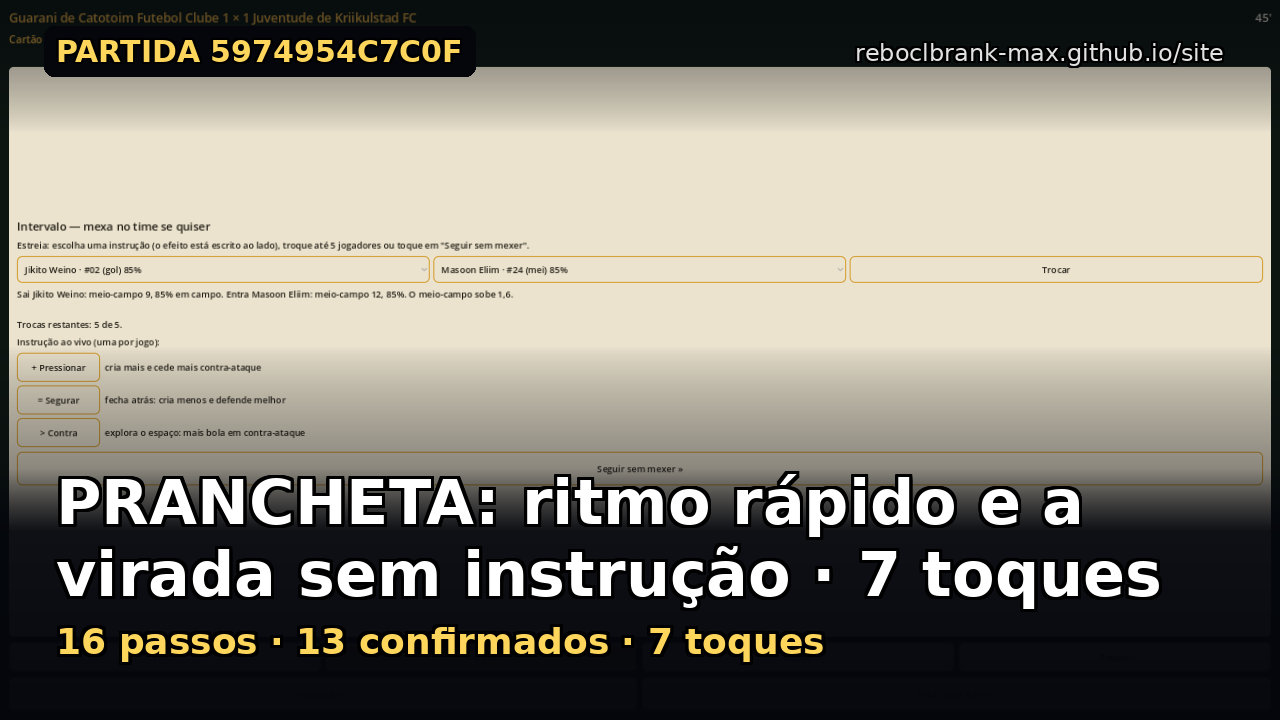 Guarani de Catotoim Futebol Clube 1 × 1 Juventude de Kriikulstad FC
45'
Cartão
PARTIDA 5974954C7C0F
reboclbrank-max.github.io/site
Intervalo — mexa no time se quiser
Estreia: escolha uma instrução (o efeito está escrito ao lado), troque até 5 jogadores ou toque em "Seguir sem mexer".
Jikito Weino · #02 (gol) 85%
Masoon Eliim · #24 (mei) 85%
Trocar
Sai Jikito Weino: meio-campo 9, 85% em campo. Entra Masoon Eliim: meio-campo 12, 85%. O meio-campo sobe 1,6.
Trocas restantes: 5 de 5.
Instrução ao vivo (uma por jogo):
+ Pressionar
cria mais e cede mais contra-ataque
= Segurar
fecha atrás: cria menos e defende melhor
> Contra
explora o espaço: mais bola em contra-ataque
Seguir sem mexer »
PRANCHETA: ritmo rápido e a
virada sem instrução · 7 toques
16 passos · 13 confirmados · 7 toques